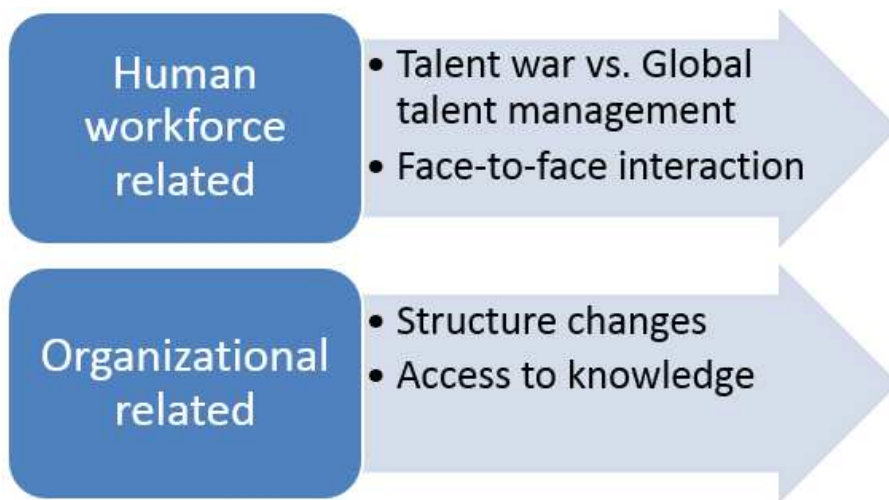 Human
workforce
related
• Talent war vs. Global
talent management
• Face-to-face interaction
Organizational
related
• Structure changes
• Access to knowledge